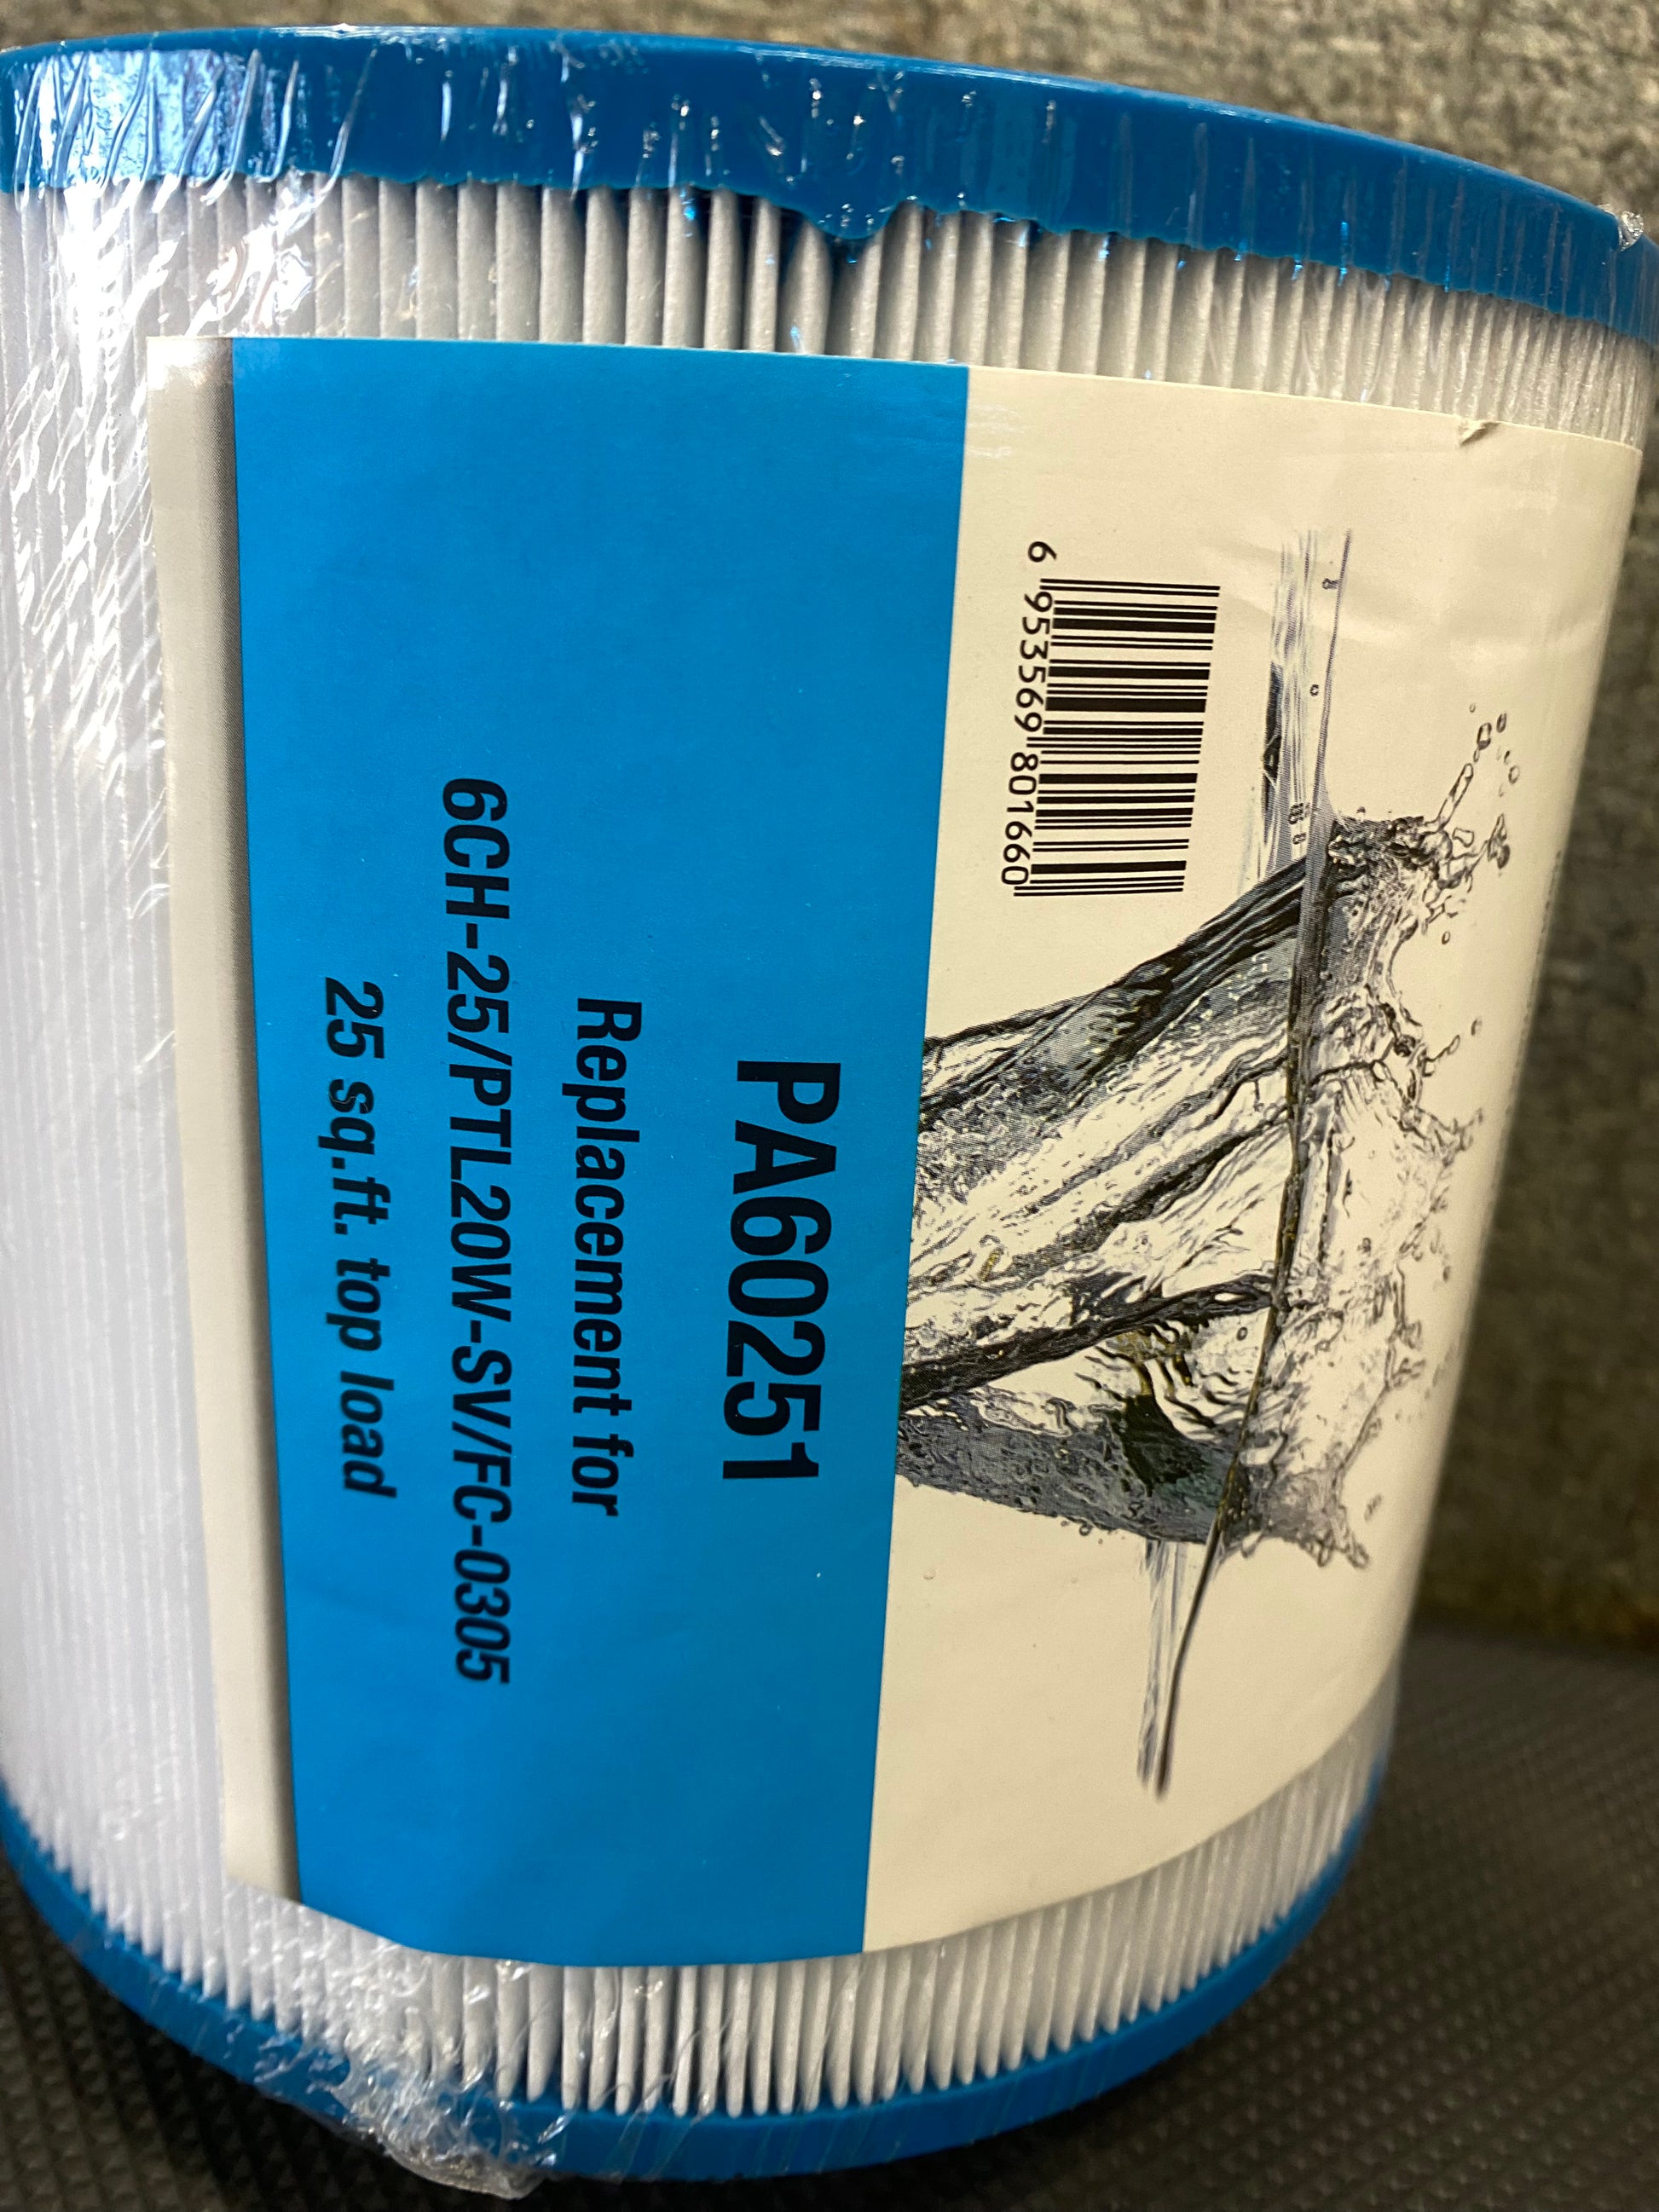 6 953569 801660
PA60251
Replacement for
6CH-25/PTL20W-SV/FC-0305
25 sq.ft. top load